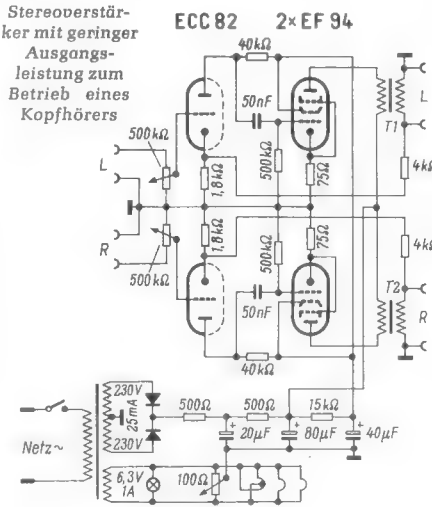 Stereoverstär-
ker mit geringer
Ausgangs-
leistung zum
Betrieb eines
Kopfhörers
ECC 82 2× EF 94
40kΩ
50nF
500kΩ
L
500kΩ
1,8kΩ
75Ω
T1
L
4kΩ
R
500kΩ
1,8kΩ
500kΩ
75Ω
4kΩ
50nF
T2
R
40kΩ
230V
25mA
230V
500Ω
500Ω
15kΩ
+
+
+
20µF
80µF
40µF
Netz~
6,3V
1A
100Ω